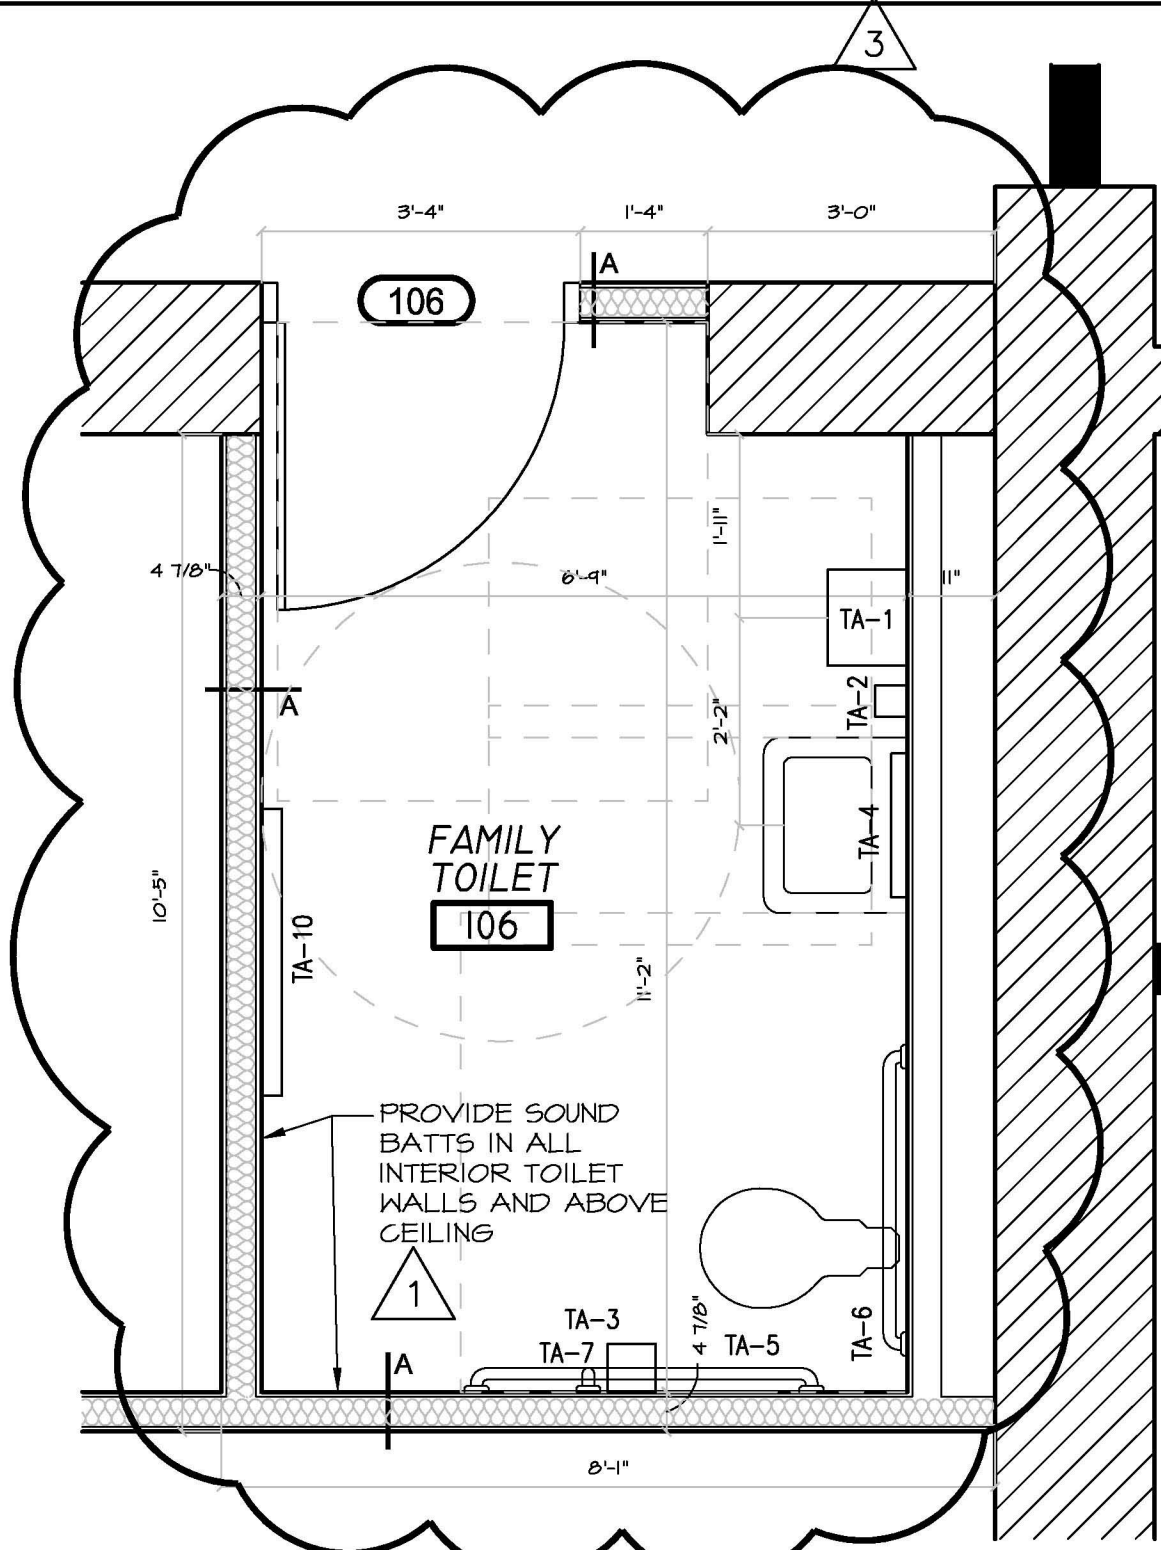 3
3'-4"
1'-4"
3'-0"
A
106
1'-11"
4 7/8"
6'-9"
11"
TA-1
TA-2
A
2'-2"
TA-4
FAMILY
TOILET
106
10'-5"
TA-10
11'-2"
PROVIDE SOUND
BATTS IN ALL
INTERIOR TOILET
WALLS AND ABOVE
CEILING
1
TA-3
TA-7
4 7/8"
TA-5
TA-6
A
8'-1"